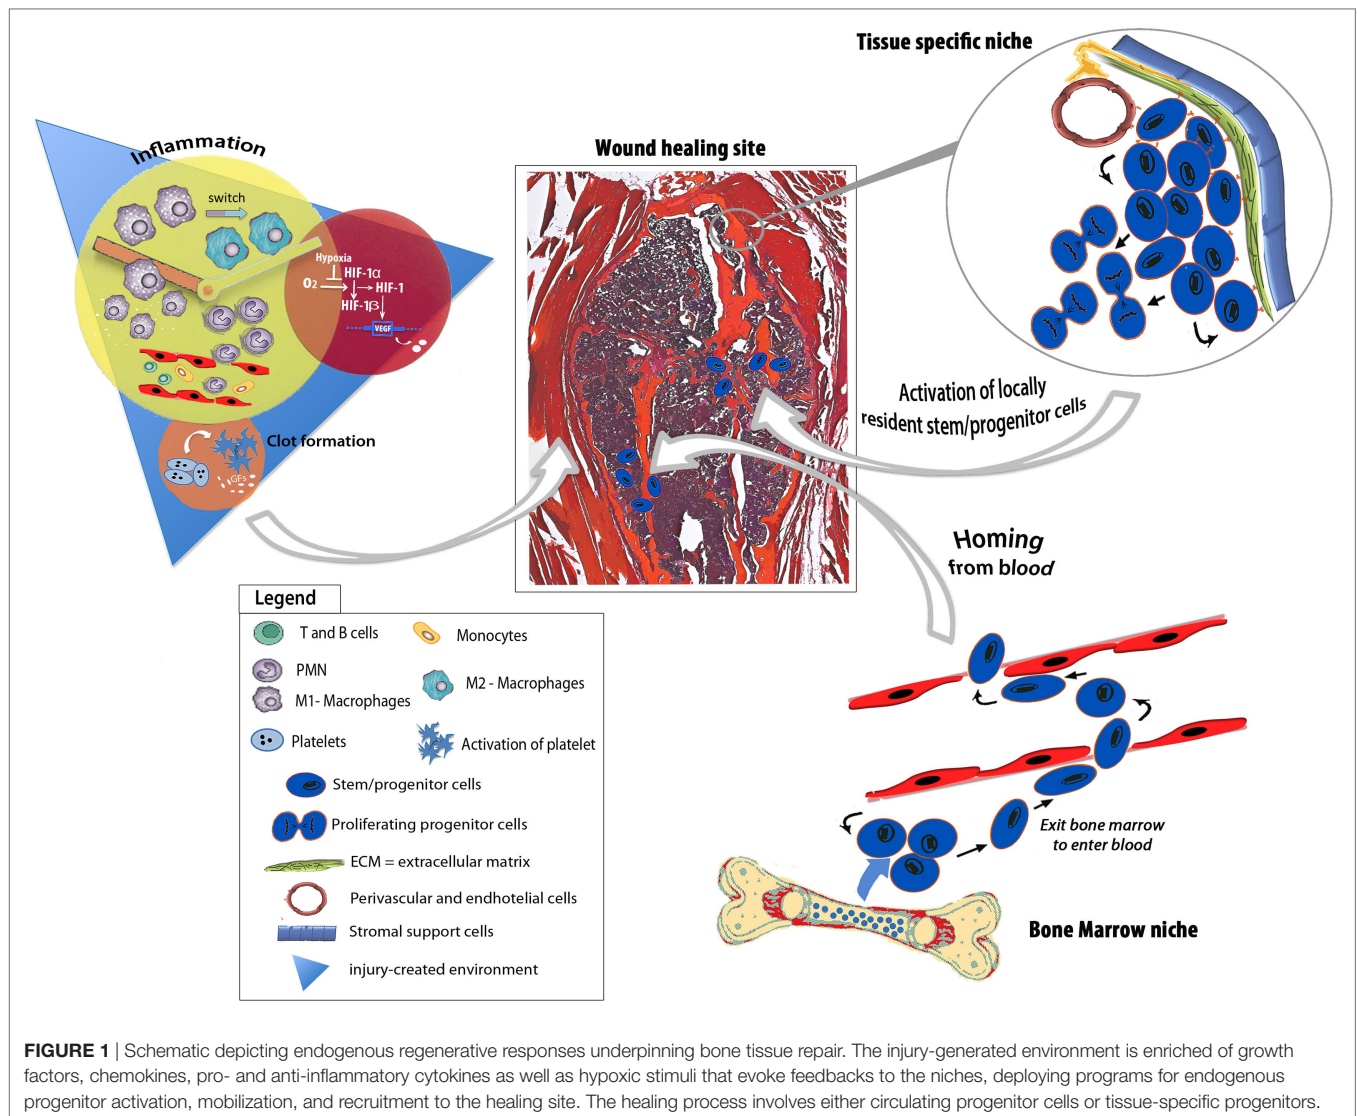 Tissue specific niche
Wound healing site
Inflammation
switch
Hypoxia
HIF-1α
O₂
HIF-1
HIF-1β
VEGF
Clot formation
GFs
Activation of locally
resident stem/progenitor cells
Homing
from blood
Legend
T and B cells
Monocytes
PMN
M1- Macrophages
M2 - Macrophages
Platelets
Activation of platelet
Stem/progenitor cells
Proliferating progenitor cells
ECM = extracellular matrix
Perivascular and endhotelial cells
Stromal support cells
injury-created environment
Exit bone marrow
to enter blood
Bone Marrow niche
FIGURE 1 | Schematic depicting endogenous regenerative responses underpinning bone tissue repair. The injury-generated environment is enriched of growth
factors, chemokines, pro- and anti-inflammatory cytokines as well as hypoxic stimuli that evoke feedbacks to the niches, deploying programs for endogenous
progenitor activation, mobilization, and recruitment to the healing site. The healing process involves either circulating progenitor cells or tissue-specific progenitors.